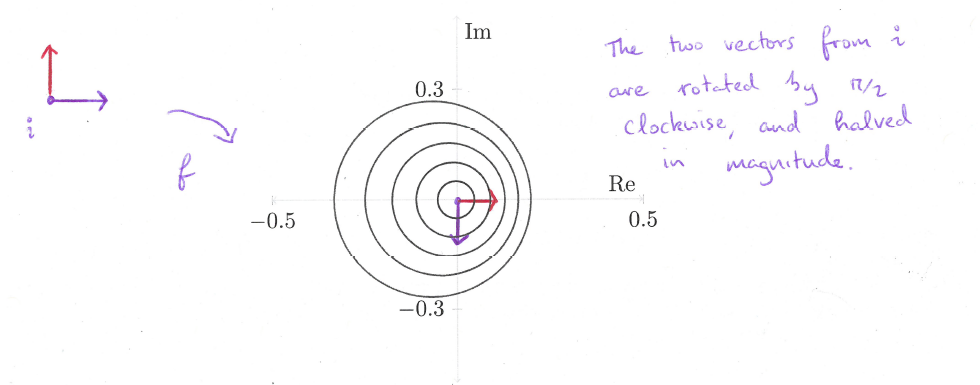 Im
The two vectors from i
0.3
are rotated by π/2
clockwise, and halved
i
in magnitude.
f
Re
−0.5
0.5
−0.3